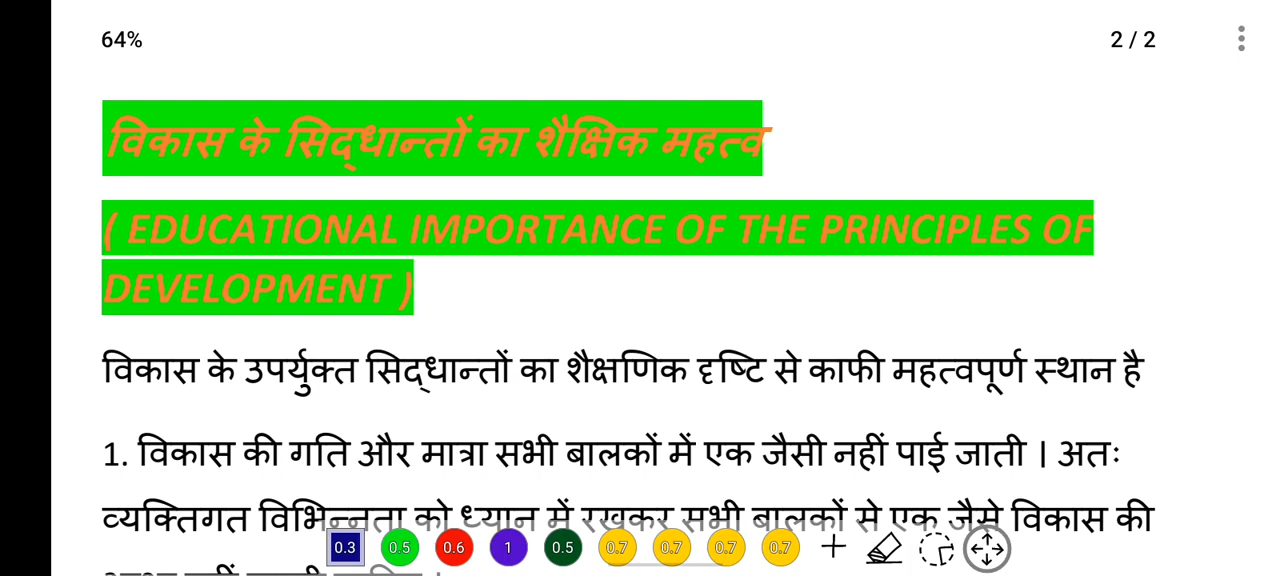 64%
2 / 2
विकास के सिद्धान्तों का शैक्षिक महत्व
( EDUCATIONAL IMPORTANCE OF THE PRINCIPLES OF
DEVELOPMENT )
विकास के उपर्युक्त सिद्धान्तों का शैक्षणिक दृष्टि से काफी महत्वपूर्ण स्थान है
1. विकास की गति और मात्रा सभी बालकों में एक जैसी नहीं पाई जाती । अतः
व्यक्तिगत विभिन्नता को ध्यान में रखकर सभी बालकों से एक जैसे विकास की
0.3 0.5 0.6 1 0.5 0.7 0.7 0.7 0.7